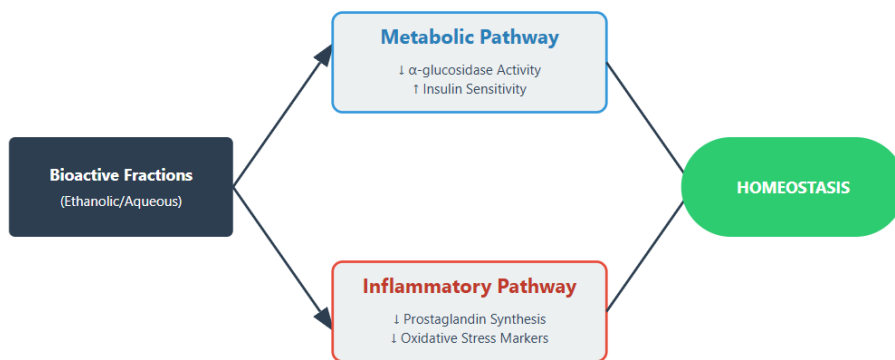 Metabolic Pathway
↓ α-glucosidase Activity
↑ Insulin Sensitivity
Bioactive Fractions
(Ethanolic/Aqueous)
HOMEOSTASIS
Inflammatory Pathway
↓ Prostaglandin Synthesis
↓ Oxidative Stress Markers